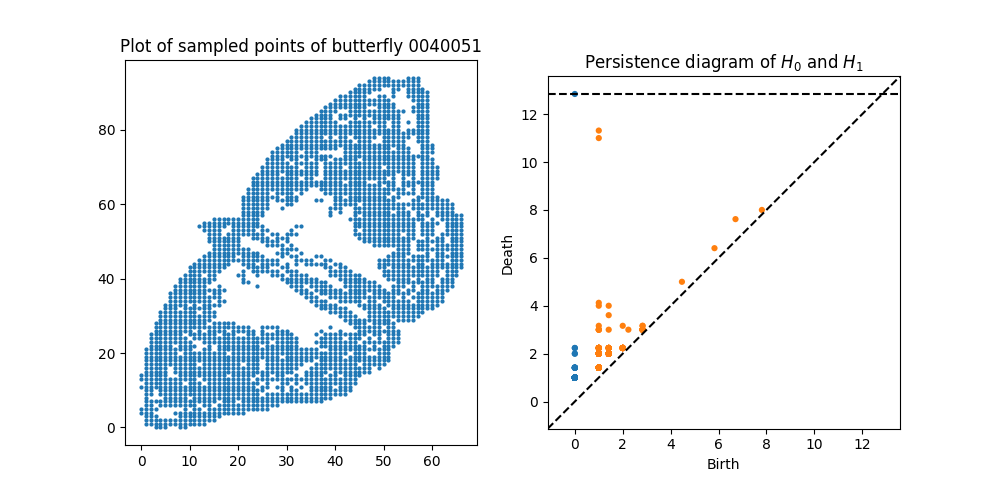 Plot of sampled points of butterfly 0040051
80
60
40
20
0
0 10 20 30 40 50 60
Persistence diagram of $H_0$ and $H_1$
Death
12
10
8
6
4
2
0
0 2 4 6 8 10 12
Birth